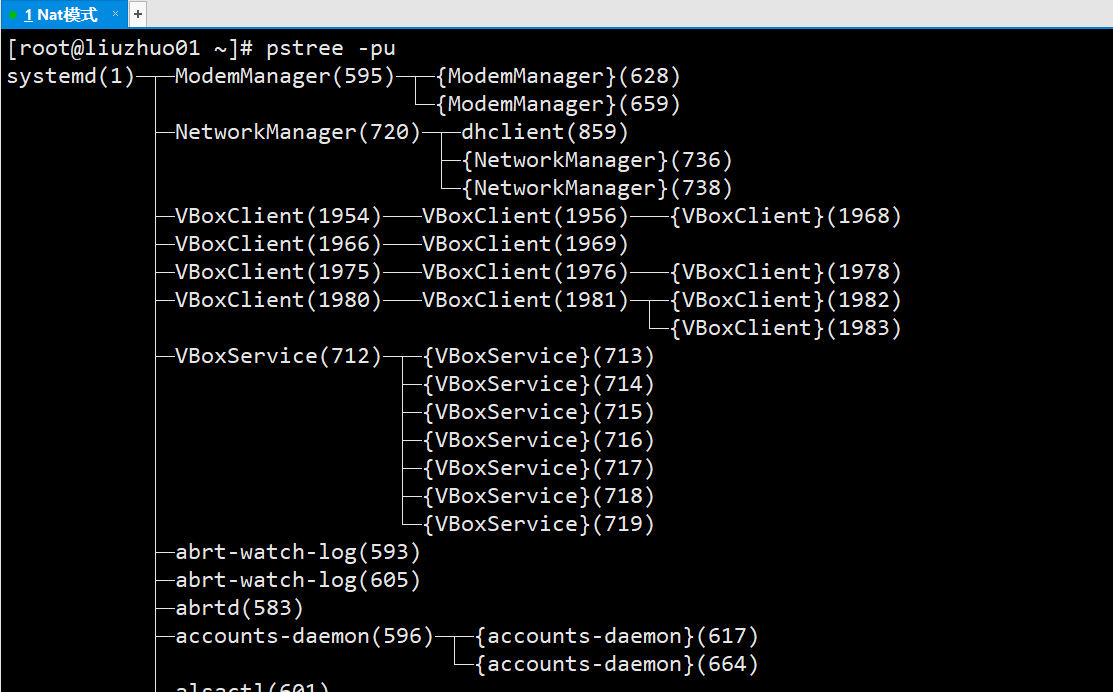 1 Nat模式 × +
[root@liuzhuo01 ~]# pstree -pu
systemd(1)─┬─ModemManager(595)─┬─{ModemManager}(628)
           │                   └─{ModemManager}(659)
           ├─NetworkManager(720)─┬─dhclient(859)
           │                     ├─{NetworkManager}(736)
           │                     └─{NetworkManager}(738)
           ├─VBoxClient(1954)───VBoxClient(1956)───{VBoxClient}(1968)
           ├─VBoxClient(1966)───VBoxClient(1969)
           ├─VBoxClient(1975)───VBoxClient(1976)───{VBoxClient}(1978)
           ├─VBoxClient(1980)───VBoxClient(1981)─┬─{VBoxClient}(1982)
           │                                     └─{VBoxClient}(1983)
           ├─VBoxService(712)─┬─{VBoxService}(713)
           │                  ├─{VBoxService}(714)
           │                  ├─{VBoxService}(715)
           │                  ├─{VBoxService}(716)
           │                  ├─{VBoxService}(717)
           │                  ├─{VBoxService}(718)
           │                  └─{VBoxService}(719)
           ├─abrt-watch-log(593)
           ├─abrt-watch-log(605)
           ├─abrtd(583)
           ├─accounts-daemon(596)─┬─{accounts-daemon}(617)
           │                      └─{accounts-daemon}(664)
           ├─alsactl(601)